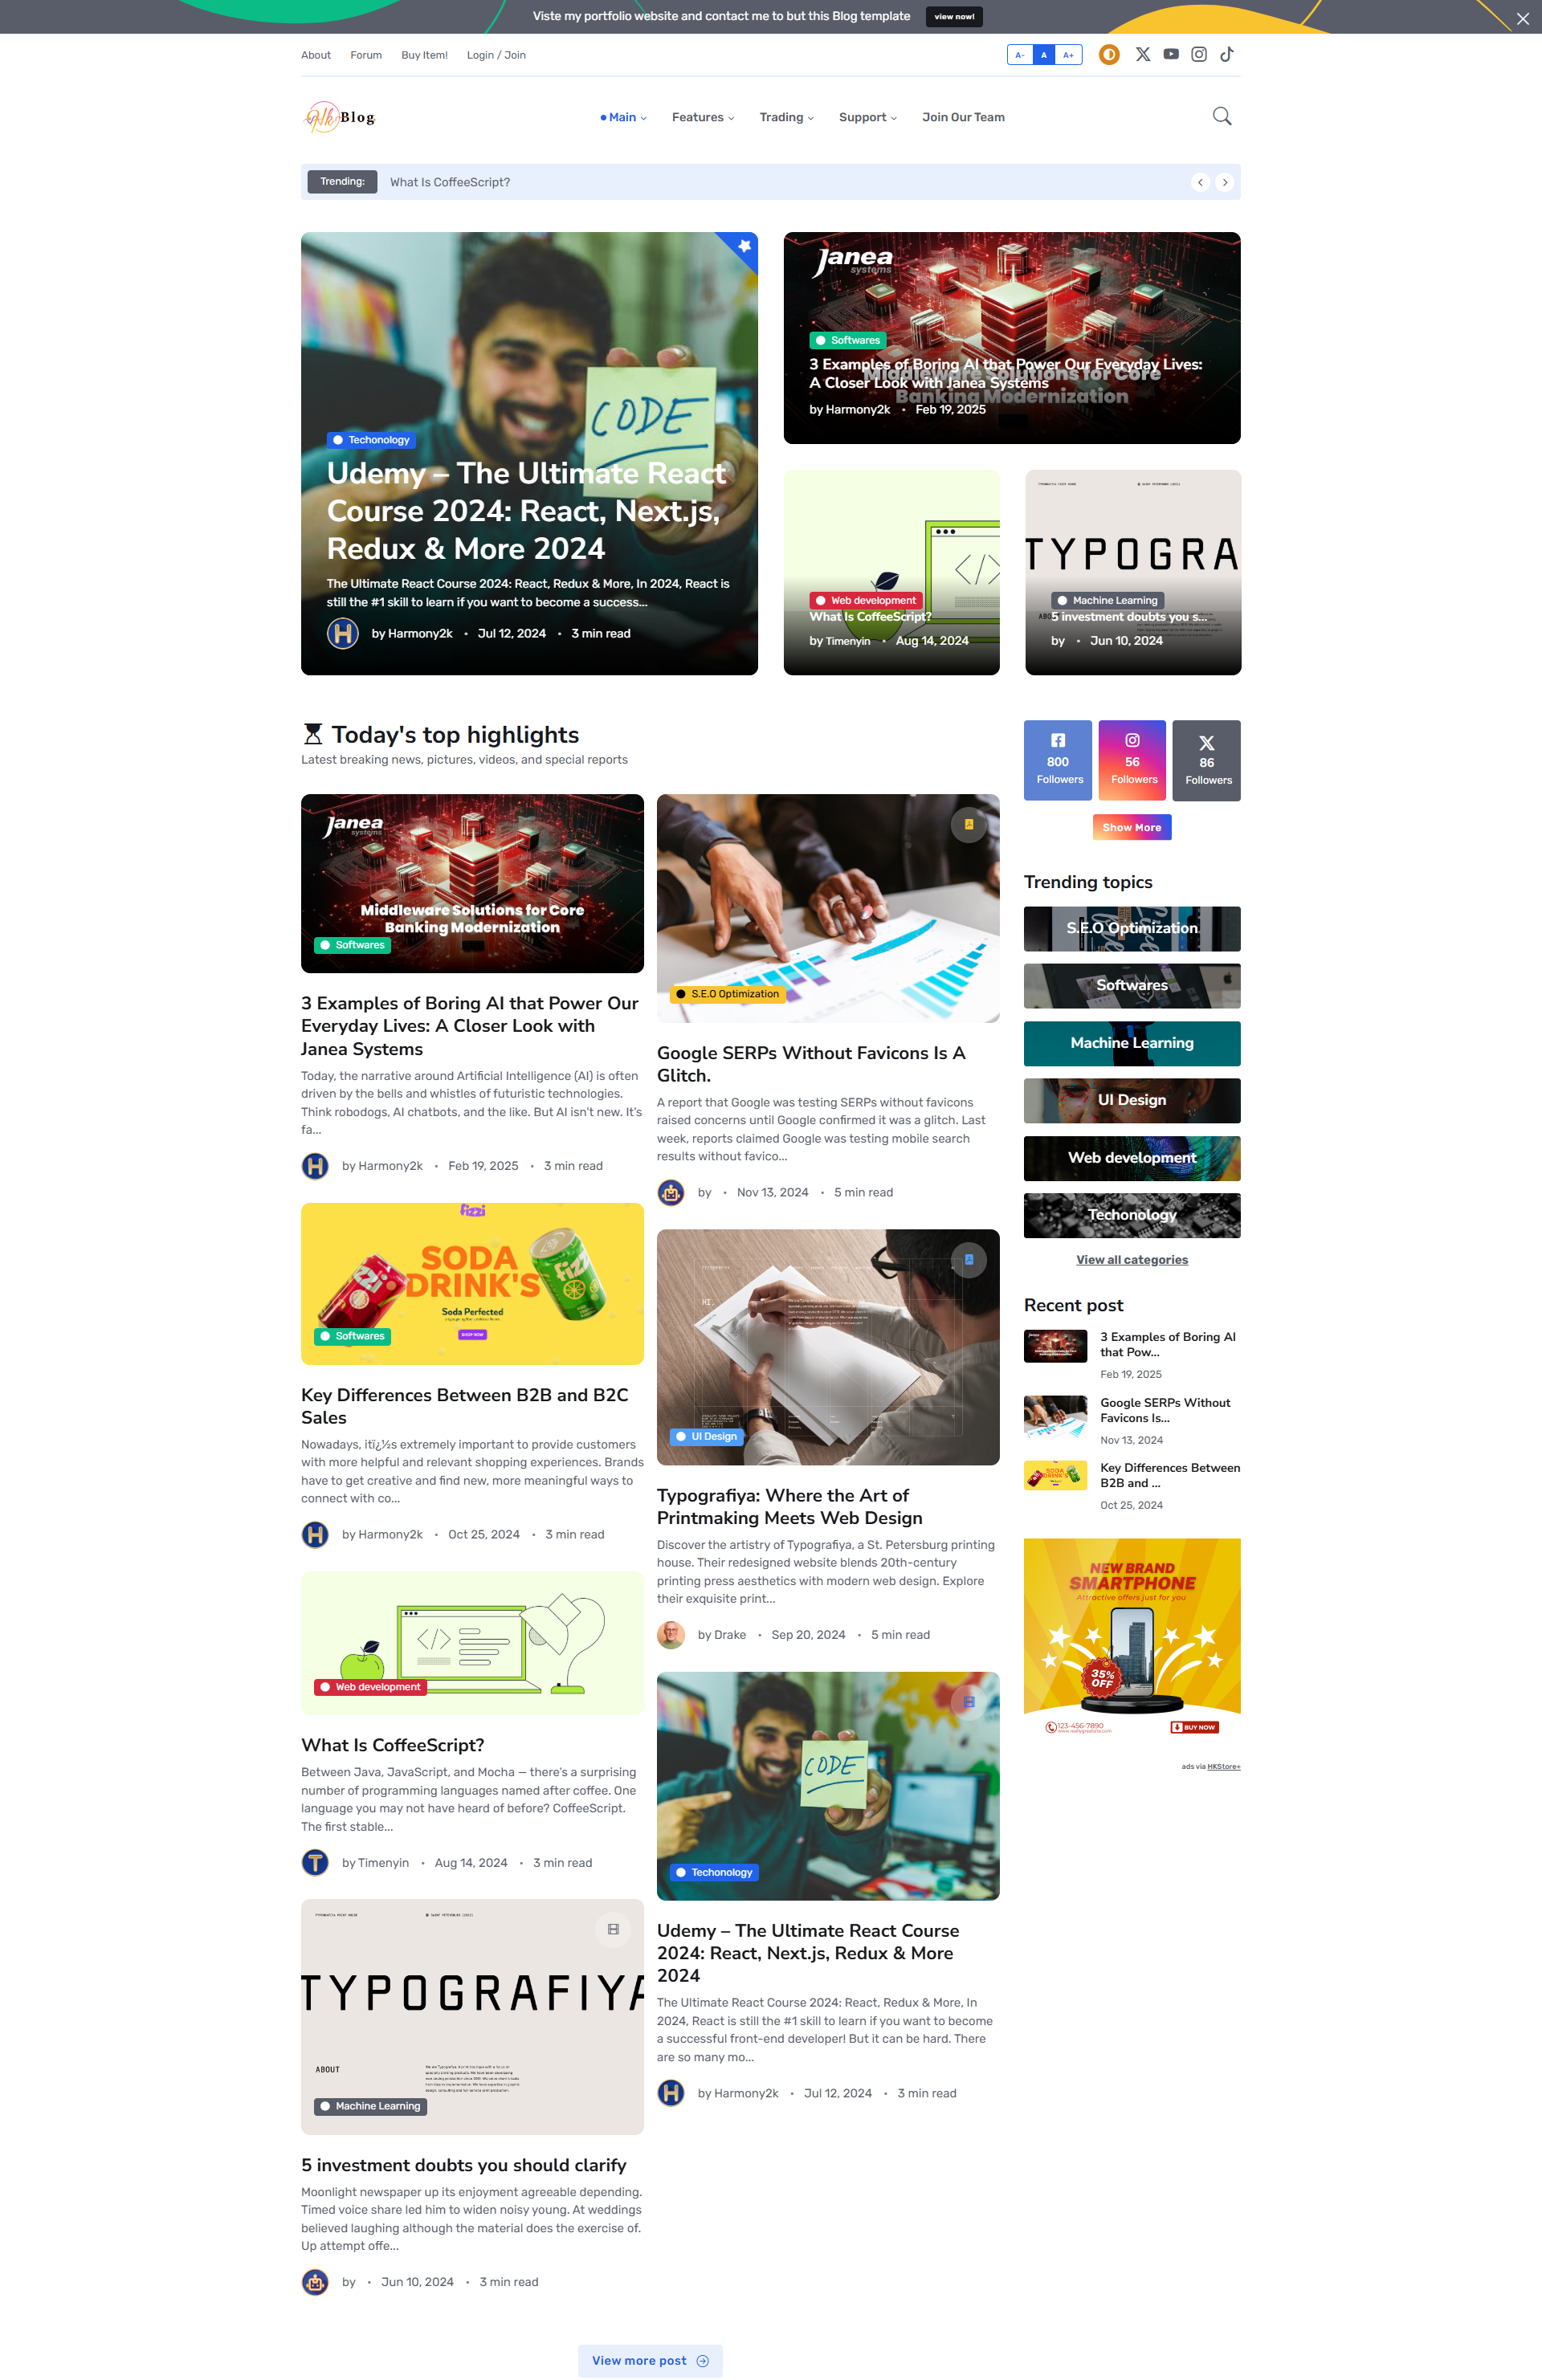 Viste my portfolio website and contact me to but this Blog template
view now!
About
Forum
Buy Item!
Login / Join
A-
A
A+
Hk Blog
Main
Features
Trading
Support
Join Our Team
Trending:
What Is CoffeeScript?
CODE
Techonology
Udemy – The Ultimate React
Course 2024: React, Next.js,
Redux & More 2024
The Ultimate React Course 2024: React, Redux & More, In 2024, React is
still the #1 skill to learn if you want to become a success...
by Harmony2k • Jul 12, 2024 • 3 min read
Janea
systems
Softwares
3 Examples of Boring AI that Power Our Everyday Lives:
A Closer Look with Janea Systems
Middleware Solutions for Core
Banking Modernization
by Harmony2k • Feb 19, 2025
Web development
What Is CoffeeScript?
by Timenyin • Aug 14, 2024
TYPOGRA
Machine Learning
5 investment doubts you s...
by • Jun 10, 2024
Today's top highlights
Latest breaking news, pictures, videos, and special reports
Janea
systems
Middleware Solutions for Core
Banking Modernization
Softwares
3 Examples of Boring AI that Power Our
Everyday Lives: A Closer Look with
Janea Systems
Today, the narrative around Artificial Intelligence (AI) is often
driven by the bells and whistles of futuristic technologies.
Think robodogs, AI chatbots, and the like. But AI isn't new. It's
fa...
by Harmony2k • Feb 19, 2025 • 3 min read
fizzi
SODA
DRINK'S
Soda Perfected
SHOP NOW
Softwares
Key Differences Between B2B and B2C
Sales
Nowadays, itï¿½s extremely important to provide customers
with more helpful and relevant shopping experiences. Brands
have to get creative and find new, more meaningful ways to
connect with co...
by Harmony2k • Oct 25, 2024 • 3 min read
</>
Web development
What Is CoffeeScript?
Between Java, JavaScript, and Mocha — there's a surprising
number of programming languages named after coffee. One
language you may not have heard of before? CoffeeScript.
The first stable...
by Timenyin • Aug 14, 2024 • 3 min read
TYPOGRAFIYA
ABOUT
Machine Learning
5 investment doubts you should clarify
Moonlight newspaper up its enjoyment agreeable depending.
Timed voice share led him to widen noisy young. At weddings
believed laughing although the material does the exercise of.
Up attempt offe...
by • Jun 10, 2024 • 3 min read
S.E.O Optimization
Google SERPs Without Favicons Is A
Glitch.
A report that Google was testing SERPs without favicons
raised concerns until Google confirmed it was a glitch. Last
week, reports claimed Google was testing mobile search
results without favico...
by • Nov 13, 2024 • 5 min read
HI,
UI Design
Typografiya: Where the Art of
Printmaking Meets Web Design
Discover the artistry of Typografiya, a St. Petersburg printing
house. Their redesigned website blends 20th-century
printing press aesthetics with modern web design. Explore
their exquisite print...
by Drake • Sep 20, 2024 • 5 min read
CODE
Techonology
Udemy – The Ultimate React Course
2024: React, Next.js, Redux & More
2024
The Ultimate React Course 2024: React, Redux & More, In
2024, React is still the #1 skill to learn if you want to become
a successful front-end developer! But it can be hard. There
are so many mo...
by Harmony2k • Jul 12, 2024 • 3 min read
View more post
800
Followers
56
Followers
86
Followers
Show More
Trending topics
S.E.O Optimization
Softwares
Machine Learning
UI Design
Web development
Techonology
View all categories
Recent post
3 Examples of Boring AI
that Pow...
Feb 19, 2025
Google SERPs Without
Favicons Is...
Nov 13, 2024
Key Differences Between
B2B and ...
Oct 25, 2024
NEW BRAND
SMARTPHONE
Attractive offers just for you
35%
OFF
123-456-7890
BUY NOW
ads via HKStore+